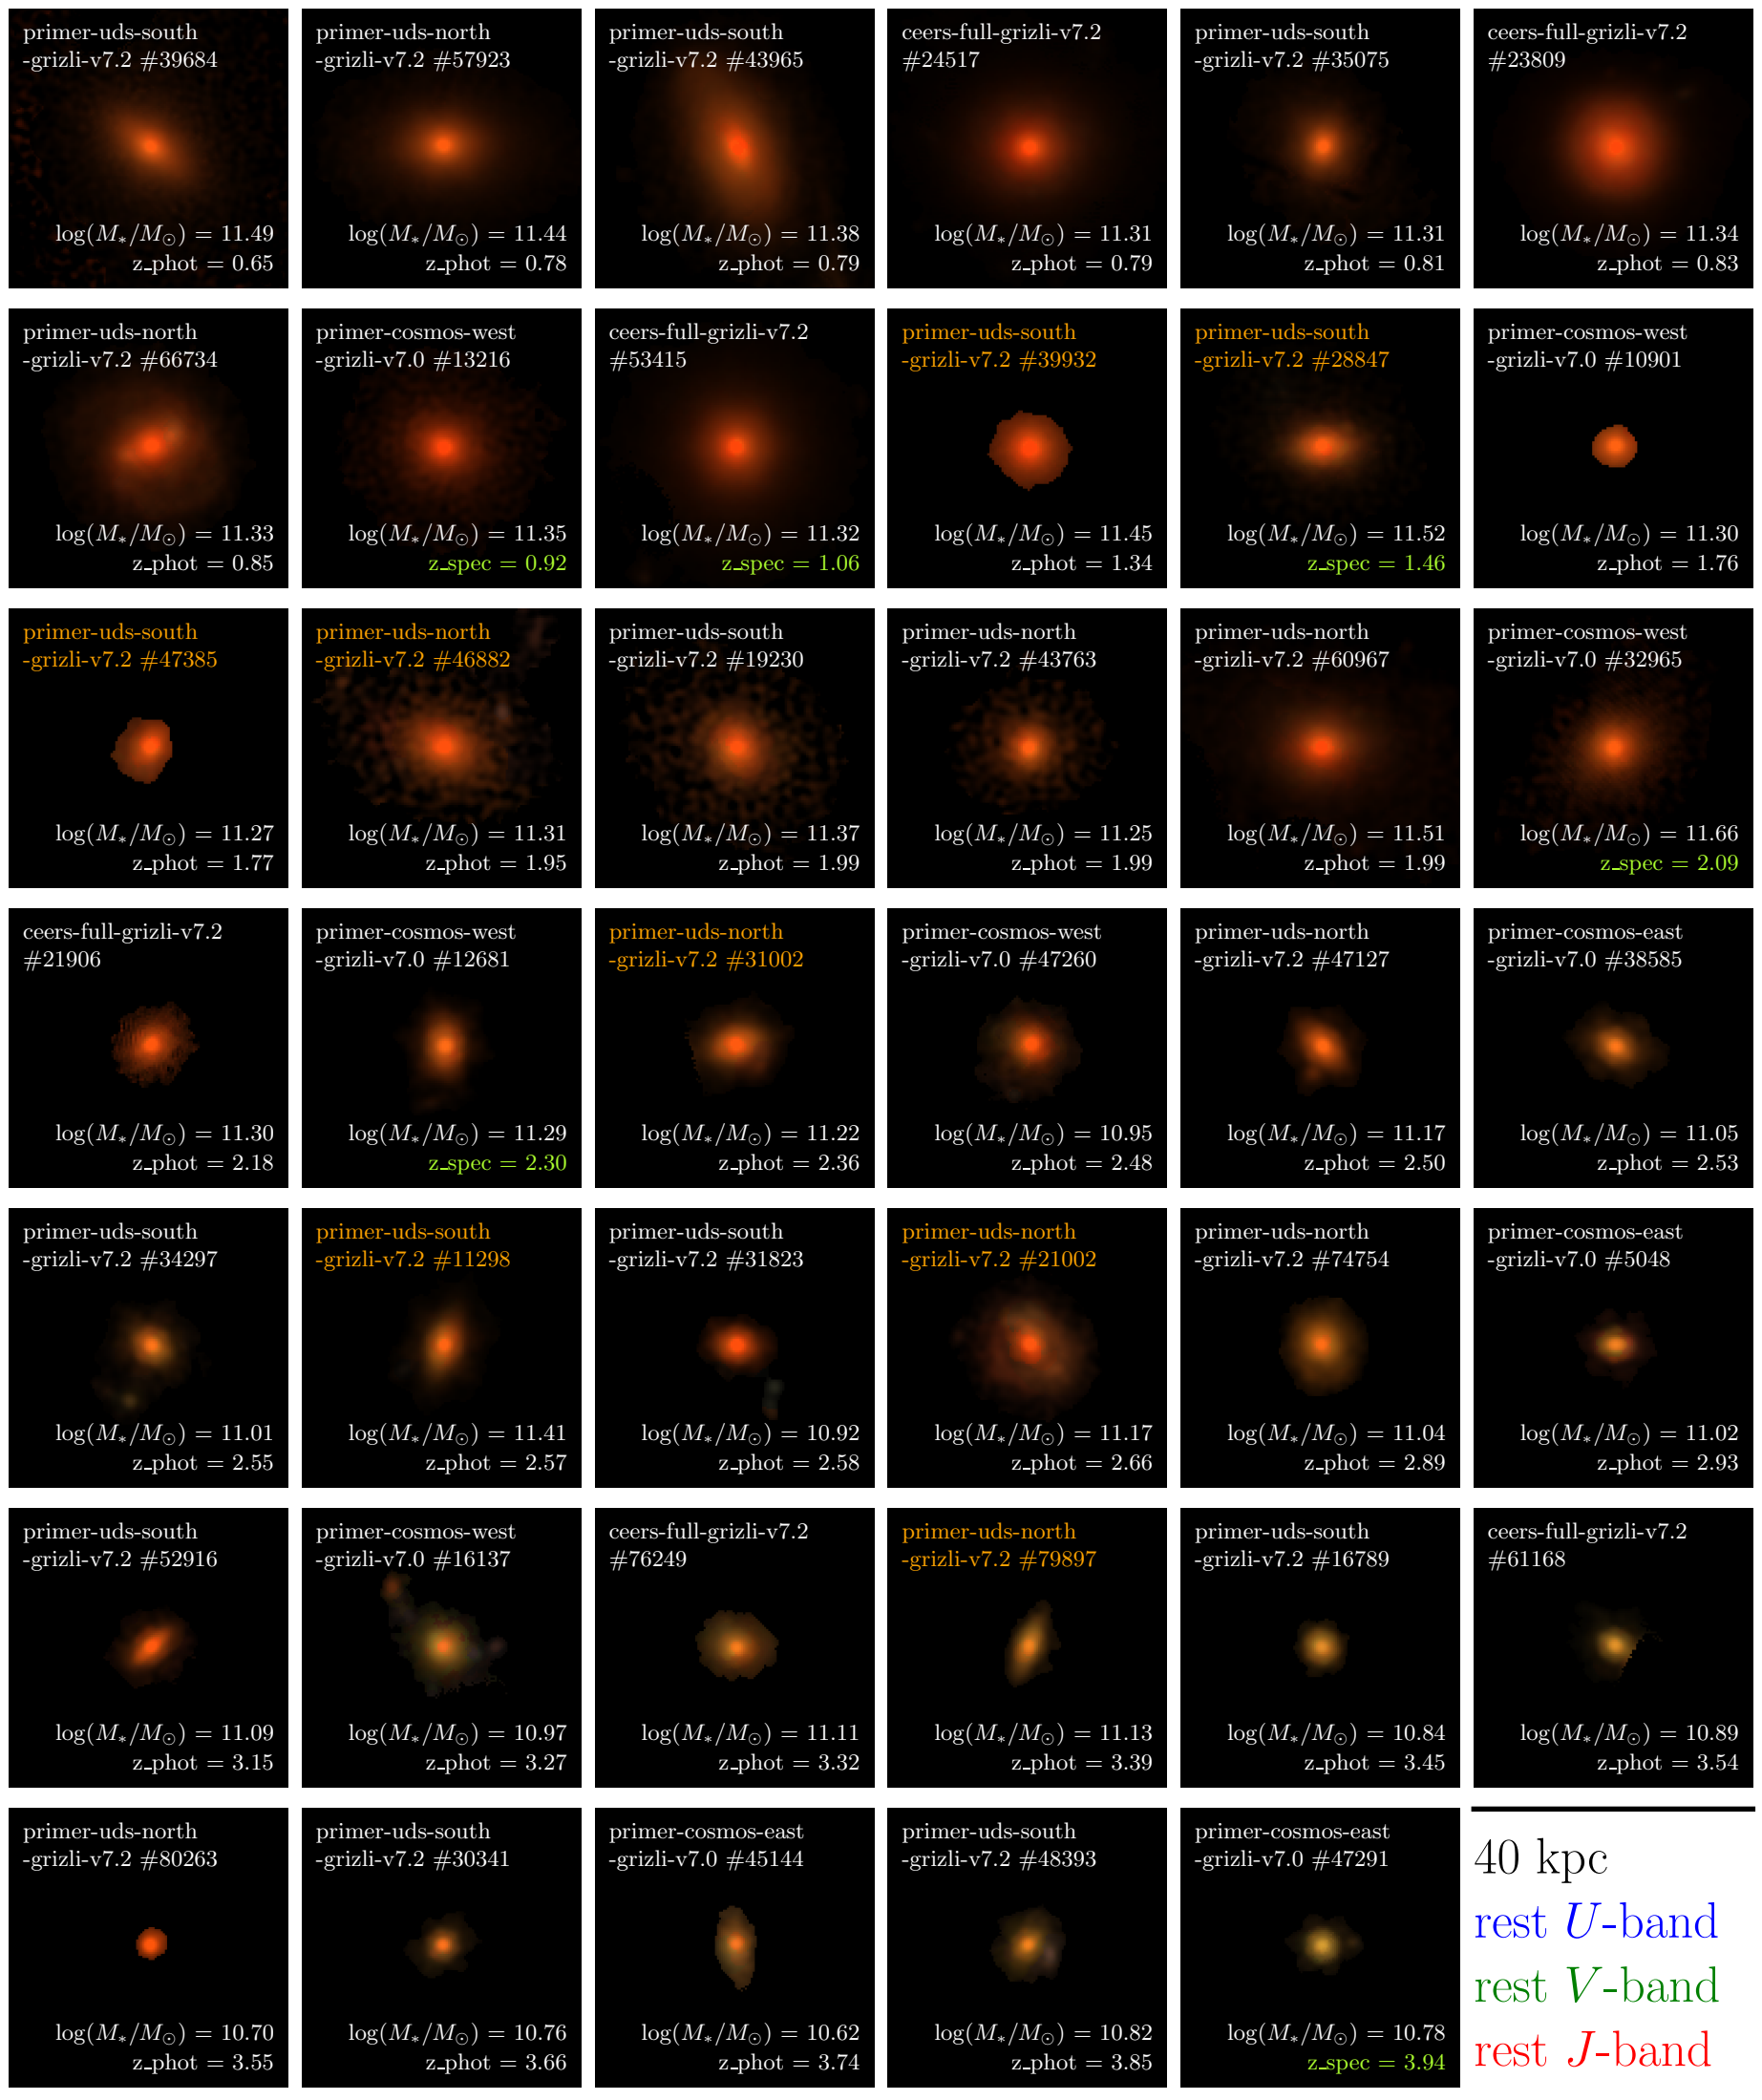 primer-uds-south
-grizli-v7.2 #39684
log(M∗/M⊙) = 11.49
z_phot = 0.65
primer-uds-north
-grizli-v7.2 #57923
log(M∗/M⊙) = 11.44
z_phot = 0.78
primer-uds-south
-grizli-v7.2 #43965
log(M∗/M⊙) = 11.38
z_phot = 0.79
ceers-full-grizli-v7.2
#24517
log(M∗/M⊙) = 11.31
z_phot = 0.79
primer-uds-south
-grizli-v7.2 #35075
log(M∗/M⊙) = 11.31
z_phot = 0.81
ceers-full-grizli-v7.2
#23809
log(M∗/M⊙) = 11.34
z_phot = 0.83
primer-uds-north
-grizli-v7.2 #66734
log(M∗/M⊙) = 11.33
z_phot = 0.85
primer-cosmos-west
-grizli-v7.0 #13216
log(M∗/M⊙) = 11.35
z_spec = 0.92
ceers-full-grizli-v7.2
#53415
log(M∗/M⊙) = 11.32
z_spec = 1.06
primer-uds-south
-grizli-v7.2 #39932
log(M∗/M⊙) = 11.45
z_phot = 1.34
primer-uds-south
-grizli-v7.2 #28847
log(M∗/M⊙) = 11.52
z_spec = 1.46
primer-cosmos-west
-grizli-v7.0 #10901
log(M∗/M⊙) = 11.30
z_phot = 1.76
primer-uds-south
-grizli-v7.2 #47385
log(M∗/M⊙) = 11.27
z_phot = 1.77
primer-uds-north
-grizli-v7.2 #46882
log(M∗/M⊙) = 11.31
z_phot = 1.95
primer-uds-south
-grizli-v7.2 #19230
log(M∗/M⊙) = 11.37
z_phot = 1.99
primer-uds-north
-grizli-v7.2 #43763
log(M∗/M⊙) = 11.25
z_phot = 1.99
primer-uds-north
-grizli-v7.2 #60967
log(M∗/M⊙) = 11.51
z_phot = 1.99
primer-cosmos-west
-grizli-v7.0 #32965
log(M∗/M⊙) = 11.66
z_spec = 2.09
ceers-full-grizli-v7.2
#21906
log(M∗/M⊙) = 11.30
z_phot = 2.18
primer-cosmos-west
-grizli-v7.0 #12681
log(M∗/M⊙) = 11.29
z_spec = 2.30
primer-uds-north
-grizli-v7.2 #31002
log(M∗/M⊙) = 11.22
z_phot = 2.36
primer-cosmos-west
-grizli-v7.0 #47260
log(M∗/M⊙) = 10.95
z_phot = 2.48
primer-uds-north
-grizli-v7.2 #47127
log(M∗/M⊙) = 11.17
z_phot = 2.50
primer-cosmos-east
-grizli-v7.0 #38585
log(M∗/M⊙) = 11.05
z_phot = 2.53
primer-uds-south
-grizli-v7.2 #34297
log(M∗/M⊙) = 11.01
z_phot = 2.55
primer-uds-south
-grizli-v7.2 #11298
log(M∗/M⊙) = 11.41
z_phot = 2.57
primer-uds-south
-grizli-v7.2 #31823
log(M∗/M⊙) = 10.92
z_phot = 2.58
primer-uds-north
-grizli-v7.2 #21002
log(M∗/M⊙) = 11.17
z_phot = 2.66
primer-uds-north
-grizli-v7.2 #74754
log(M∗/M⊙) = 11.04
z_phot = 2.89
primer-cosmos-east
-grizli-v7.0 #5048
log(M∗/M⊙) = 11.02
z_phot = 2.93
primer-uds-south
-grizli-v7.2 #52916
log(M∗/M⊙) = 11.09
z_phot = 3.15
primer-cosmos-west
-grizli-v7.0 #16137
log(M∗/M⊙) = 10.97
z_phot = 3.27
ceers-full-grizli-v7.2
#76249
log(M∗/M⊙) = 11.11
z_phot = 3.32
primer-uds-north
-grizli-v7.2 #79897
log(M∗/M⊙) = 11.13
z_phot = 3.39
primer-uds-south
-grizli-v7.2 #16789
log(M∗/M⊙) = 10.84
z_phot = 3.45
ceers-full-grizli-v7.2
#61168
log(M∗/M⊙) = 10.89
z_phot = 3.54
primer-uds-north
-grizli-v7.2 #80263
log(M∗/M⊙) = 10.70
z_phot = 3.55
primer-uds-south
-grizli-v7.2 #30341
log(M∗/M⊙) = 10.76
z_phot = 3.66
primer-cosmos-east
-grizli-v7.0 #45144
log(M∗/M⊙) = 10.62
z_phot = 3.74
primer-uds-south
-grizli-v7.2 #48393
log(M∗/M⊙) = 10.82
z_phot = 3.85
primer-cosmos-east
-grizli-v7.0 #47291
log(M∗/M⊙) = 10.78
z_spec = 3.94
40 kpc
rest U-band
rest V-band
rest J-band